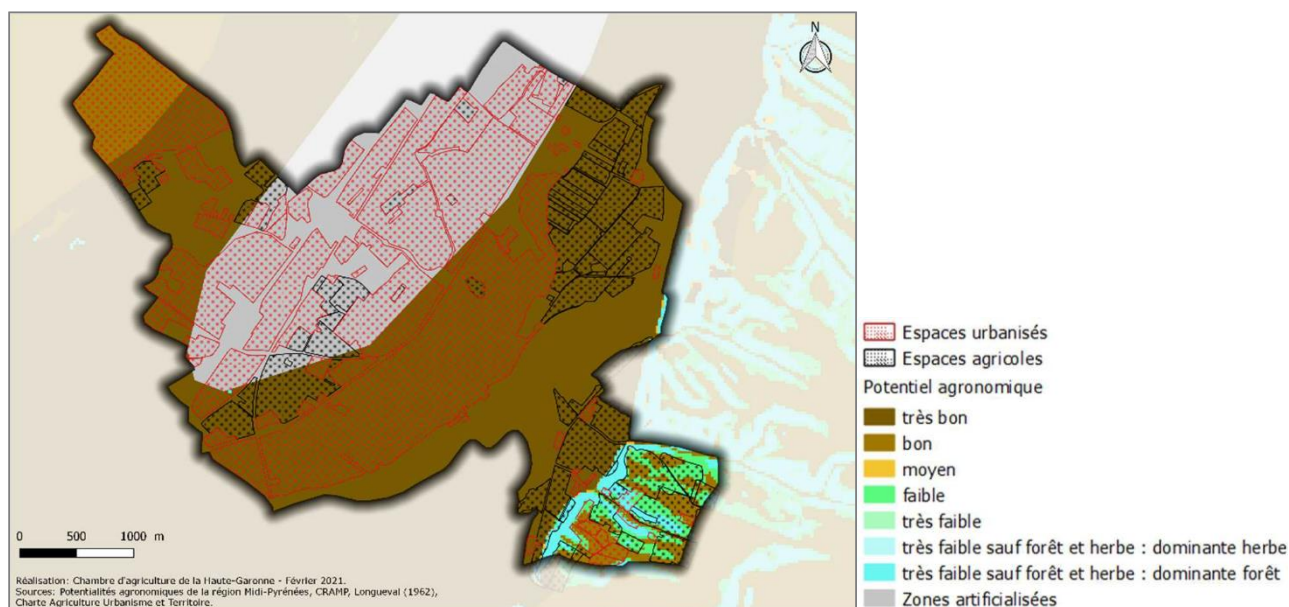 N
Espaces urbanisés
Espaces agricoles
Potentiel agronomique
très bon
bon
moyen
faible
très faible
très faible sauf forêt et herbe : dominante herbe
très faible sauf forêt et herbe : dominante forêt
Zones artificialisées
0 500 1000 m
Réalisation: Chambre d'agriculture de la Haute-Garonne - Février 2021.
Sources: Potentialités agronomiques de la région Midi-Pyrénées, CRAMP, Longueval (1962),
Charte Agriculture Urbanisme et Territoire.